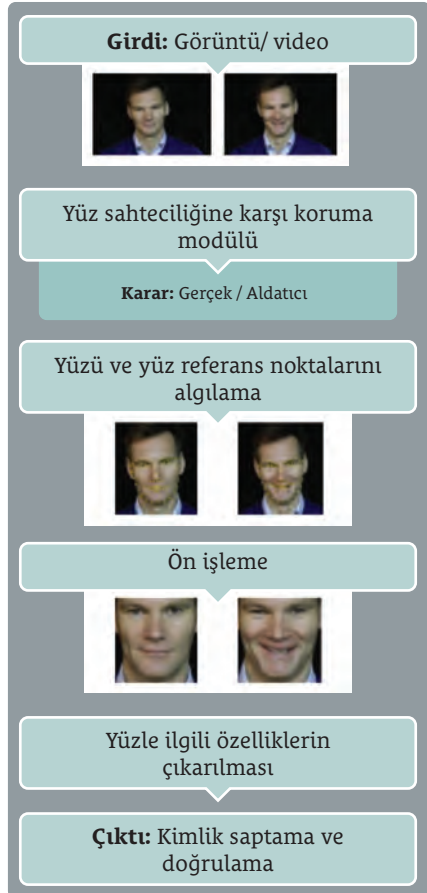 Girdi: Görüntü/ video
Yüz sahteciliğine karşı koruma
modülü
Karar: Gerçek / Aldatıcı
Yüzü ve yüz referans noktalarını
algılama
Ön işleme
Yüzle ilgili özelliklerin
çıkarılması
Çıktı: Kimlik saptama ve
doğrulama